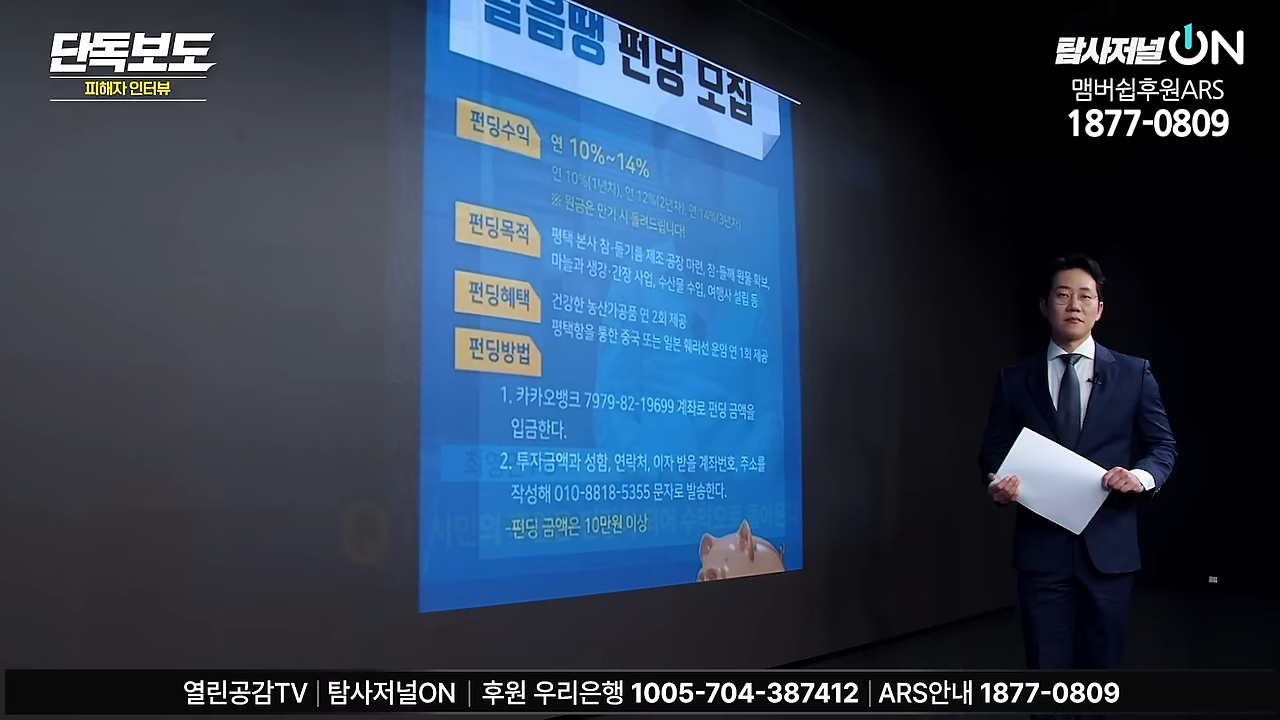 단독보도
피해자 인터뷰
탐사저널ON
맴버쉽후원ARS
1877-0809
펀딩 모집
펀딩수익
연 10%~14%
연 10%(1년차), 연 12%(2년차), 연 14%(3년차)
※ 원금은 만기 시 돌려드립니다!
펀딩목적
평택 본사 참·들기름 제조 공장 마련, 참·들깨 원물 확보,
마늘과 생강·간장 사업, 수산물 수입, 여행사 설립 등
펀딩혜택
건강한 농산가공품 연 2회 제공
평택항을 통한 중국 또는 일본 훼리선 운임 연 1회 제공
펀딩방법
1. 카카오뱅크 7979-82-19699 계좌로 펀딩 금액을
입금한다.
2. 투자금액과 성함, 연락처, 이자 받을 계좌번호, 주소를
작성해 010-8818-5355 문자로 발송한다.
-펀딩 금액은 10만원 이상
열린공감TV | 탐사저널ON | 후원 우리은행 1005-704-387412 | ARS안내 1877-0809